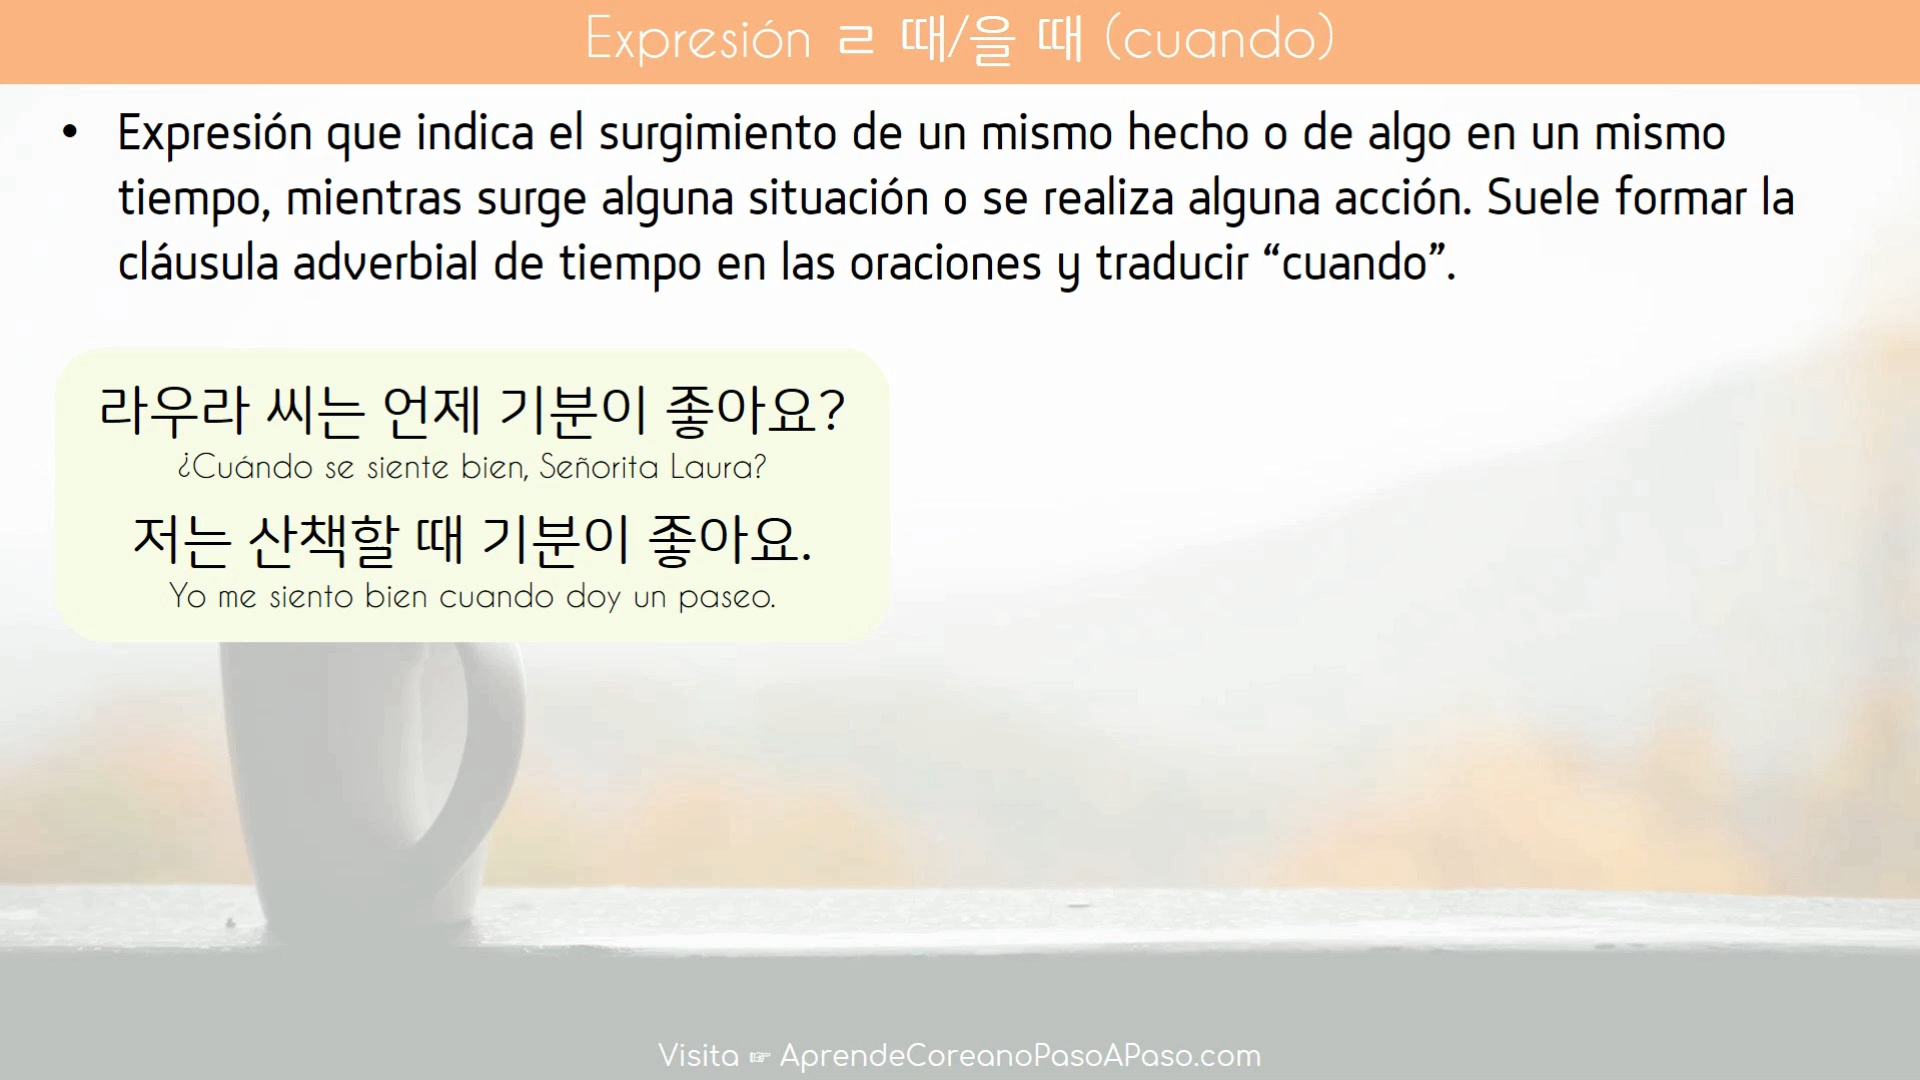 Expresión ㄹ 때/을 때 (cuando)
• Expresión que indica el surgimiento de un mismo hecho o de algo en un mismo
tiempo, mientras surge alguna situación o se realiza alguna acción. Suele formar la
cláusula adverbial de tiempo en las oraciones y traducir “cuando”.
라우라 씨는 언제 기분이 좋아요?
¿Cuándo se siente bien, Señorita Laura?
저는 산책할 때 기분이 좋아요.
Yo me siento bien cuando doy un paseo.
Visita ☞ AprendeCoreanoPasoAPaso.com